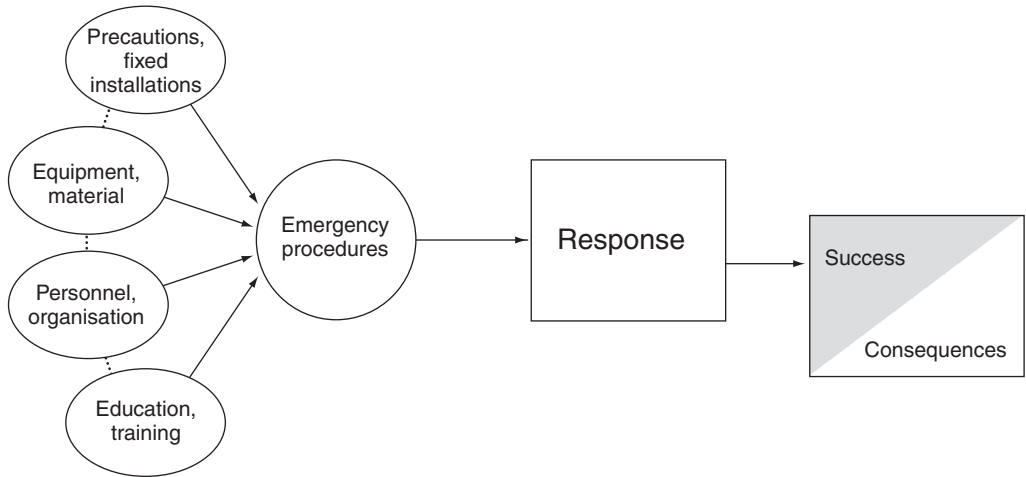 Precautions,
fixed
installations
Equipment,
material
Personnel,
organisation
Education,
training
Emergency
procedures
Response
Success
Consequences